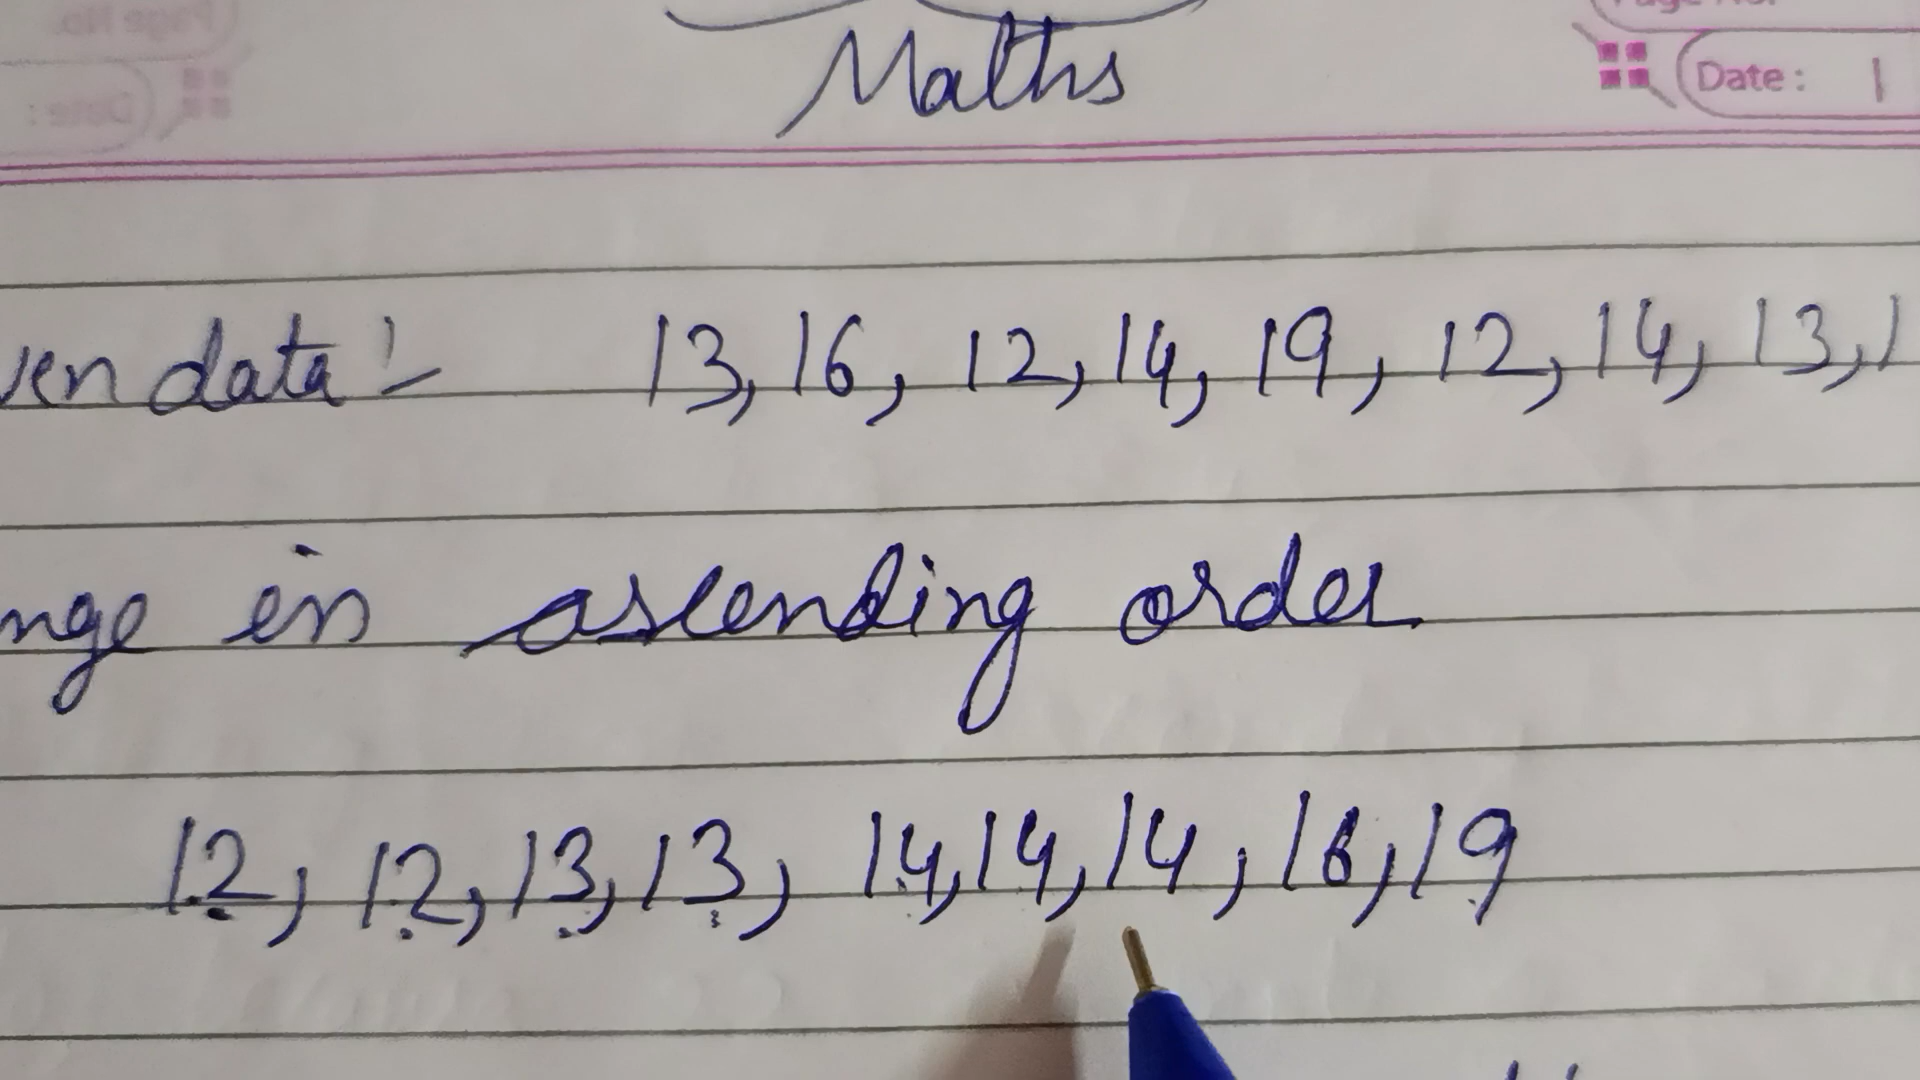 Maths
Date:
en data:- 13, 16, 12, 14, 19, 12, 14, 13, 1
nge in ascending order
12, 12, 13, 13, 14, 14, 14, 16, 19